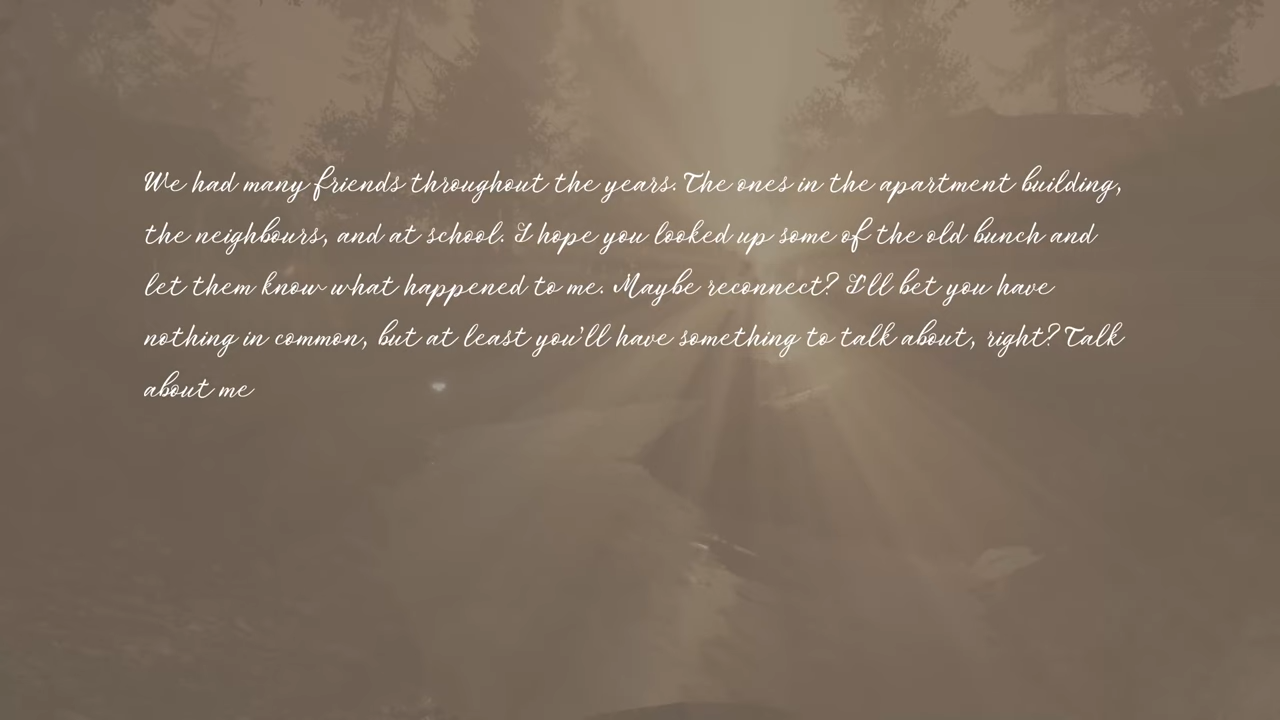 We had many friends throughout the years. The ones in the apartment building,
the neighbours, and at school. I hope you looked up some of the old bunch and
let them know what happened to me. Maybe reconnect? I'll bet you have
nothing in common, but at least you'll have something to talk about, right? Talk
about me